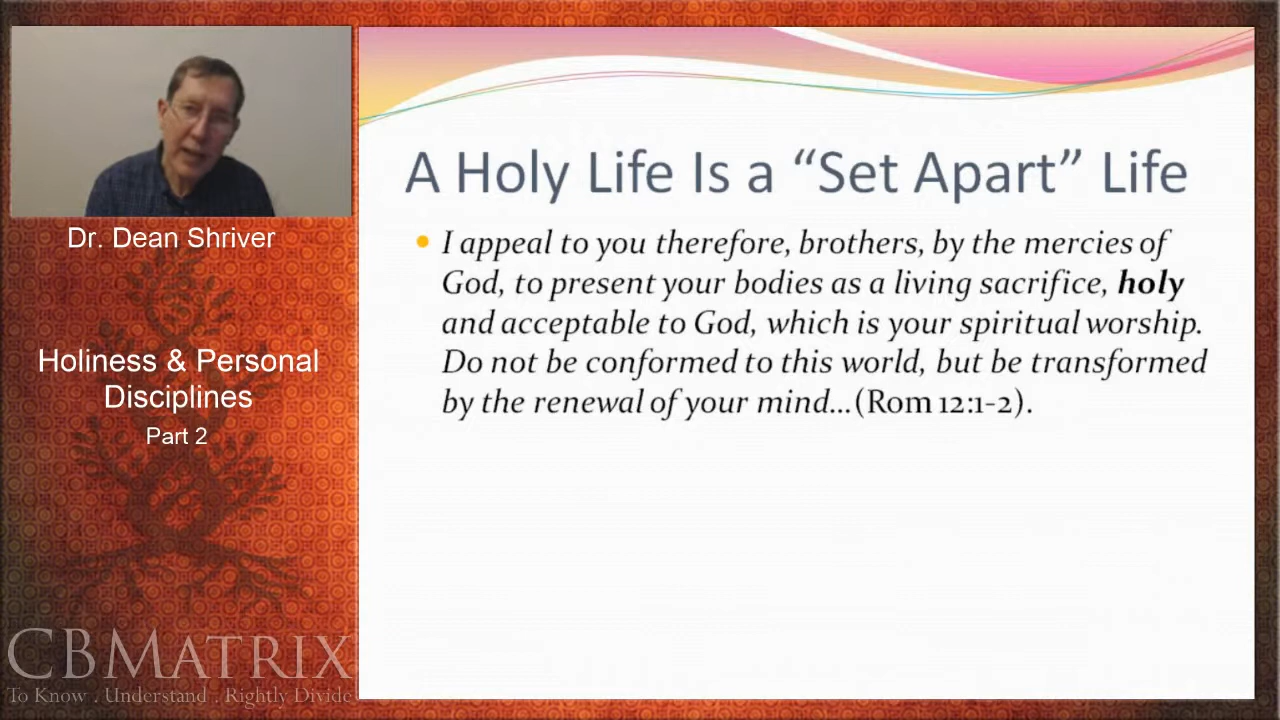 Dr. Dean Shriver
Holiness & Personal
Disciplines
Part 2
CBMATRIX
To Know . Understand . Rightly Divide
A Holy Life Is a “Set Apart” Life
• I appeal to you therefore, brothers, by the mercies of
God, to present your bodies as a living sacrifice, holy
and acceptable to God, which is your spiritual worship.
Do not be conformed to this world, but be transformed
by the renewal of your mind…(Rom 12:1-2).